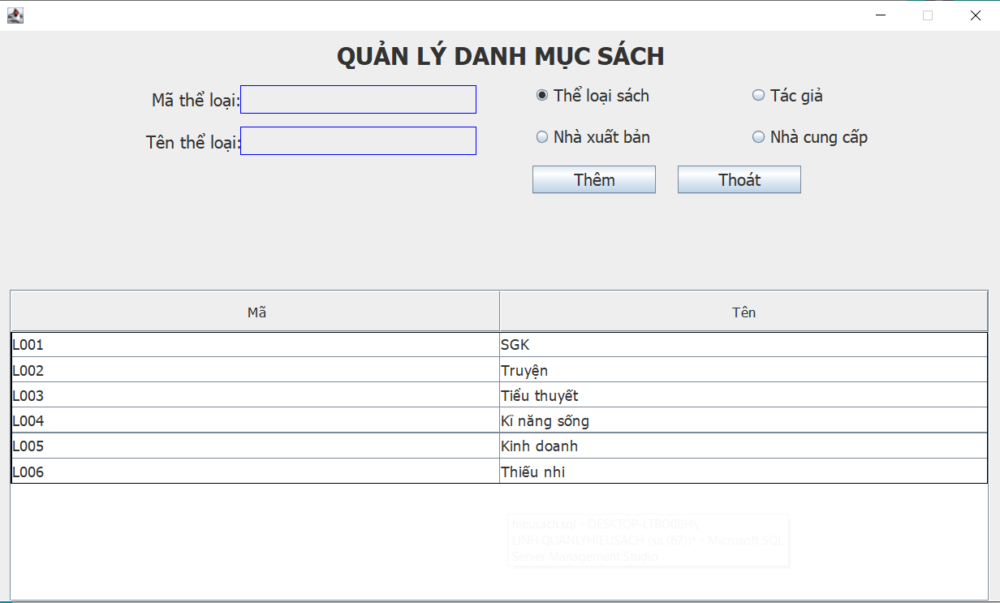 QUẢN LÝ DANH MỤC SÁCH
Mã thể loại:
Thể loại sách
Tác giả
Tên thể loại:
Nhà xuất bản
Nhà cung cấp
Thêm
Thoát
Mã Tên
L001 SGK
L002 Truyện
L003 Tiểu thuyết
L004 Kĩ năng sống
L005 Kinh doanh
L006 Thiếu nhi
hieusach.sql - DESKTOP-
LINH.QUANLYHIEUSACH (sa (67))* - Microsoft SQL
Server Management Studio